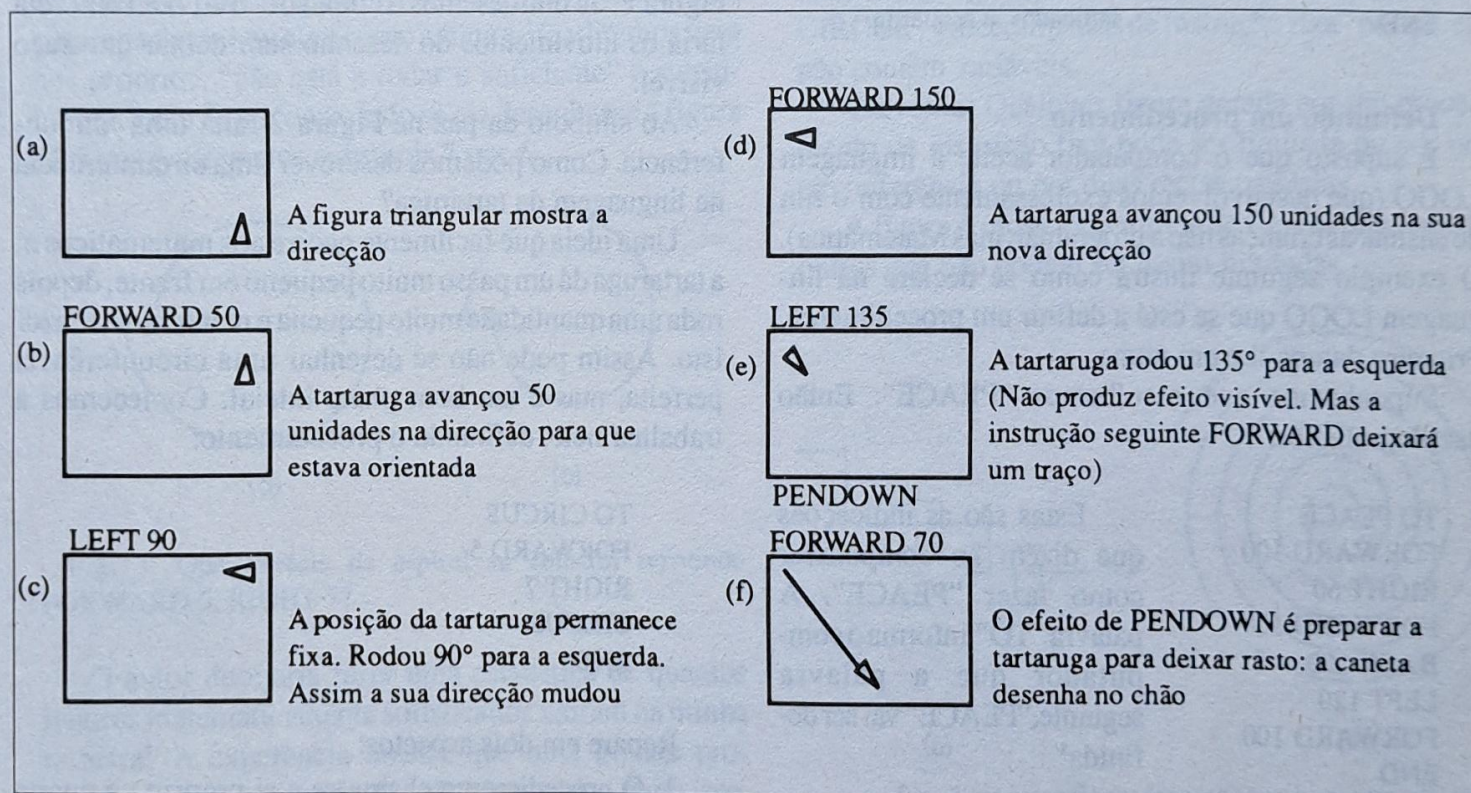 (a)
A figura triangular mostra a
direcção
FORWARD 50
(b)
A tartaruga avançou 50
unidades na direcção para que
estava orientada
LEFT 90
(c)
A posição da tartaruga permanece
fixa. Rodou 90° para a esquerda.
Assim a sua direcção mudou
FORWARD 150
(d)
A tartaruga avançou 150 unidades na sua
nova direcção
LEFT 135
(e)
A tartaruga rodou 135° para a esquerda
(Não produz efeito visível. Mas a
instrução seguinte FORWARD deixará
um traço)
PENDOWN
FORWARD 70
(f)
O efeito de PENDOWN é preparar a
tartaruga para deixar rasto: a caneta
desenha no chão